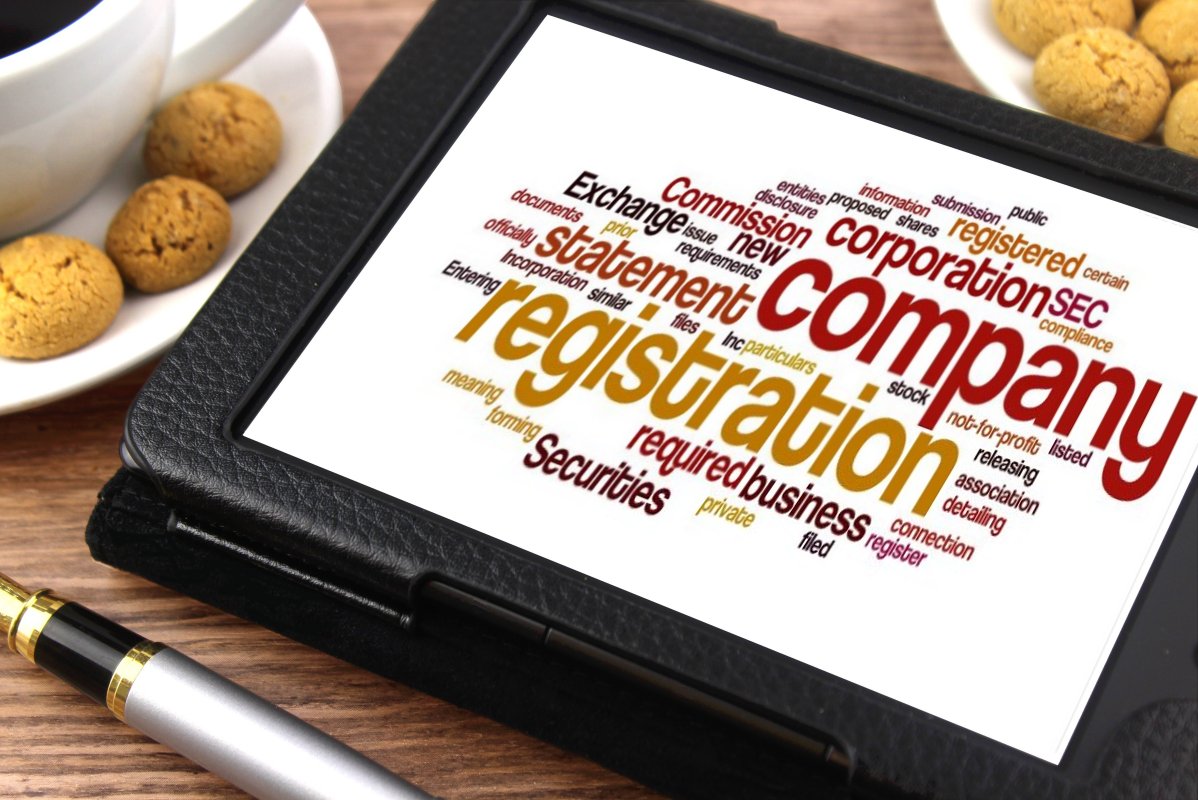 entities
information
submission
public
Exchange
Commission
disclosure
proposed
shares
registered
certain
documents
prior
issue
new
corporation
SEC
officially
statement
requirements
company
compliance
Entering
Incorporation
similar
files
Inc
particulars
registration
stock
not-for-profit
listed
meaning
forming
required
business
releasing
association
Securities
private
detailing
connection
filed
register